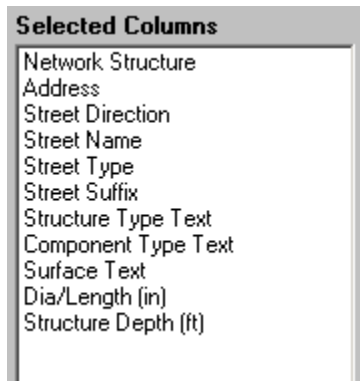 Selected Columns
Network Structure
Address
Street Direction
Street Name
Street Type
Street Suffix
Structure Type Text
Component Type Text
Surface Text
Dia/Length (in)
Structure Depth (ft)